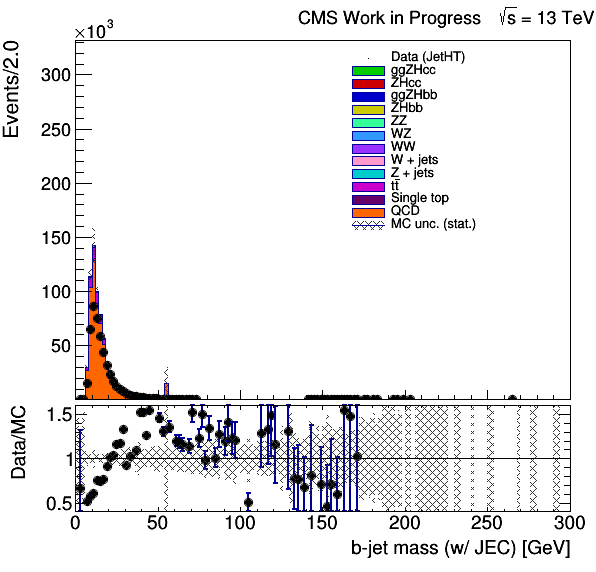 CMS Work in Progress √s = 13 TeV
×10³
Events/2.0
300
250
200
150
100
50
Data (JetHT)
ggZHcc
ZHcc
ggZHbb
ZHbb
ZZ
WZ
WW
W + jets
Z + jets
tt̄
Single top
QCD
MC unc. (stat.)
Data/MC
1.5
1
0.5
0 50 100 150 200 250 300
b-jet mass (w/ JEC) [GeV]